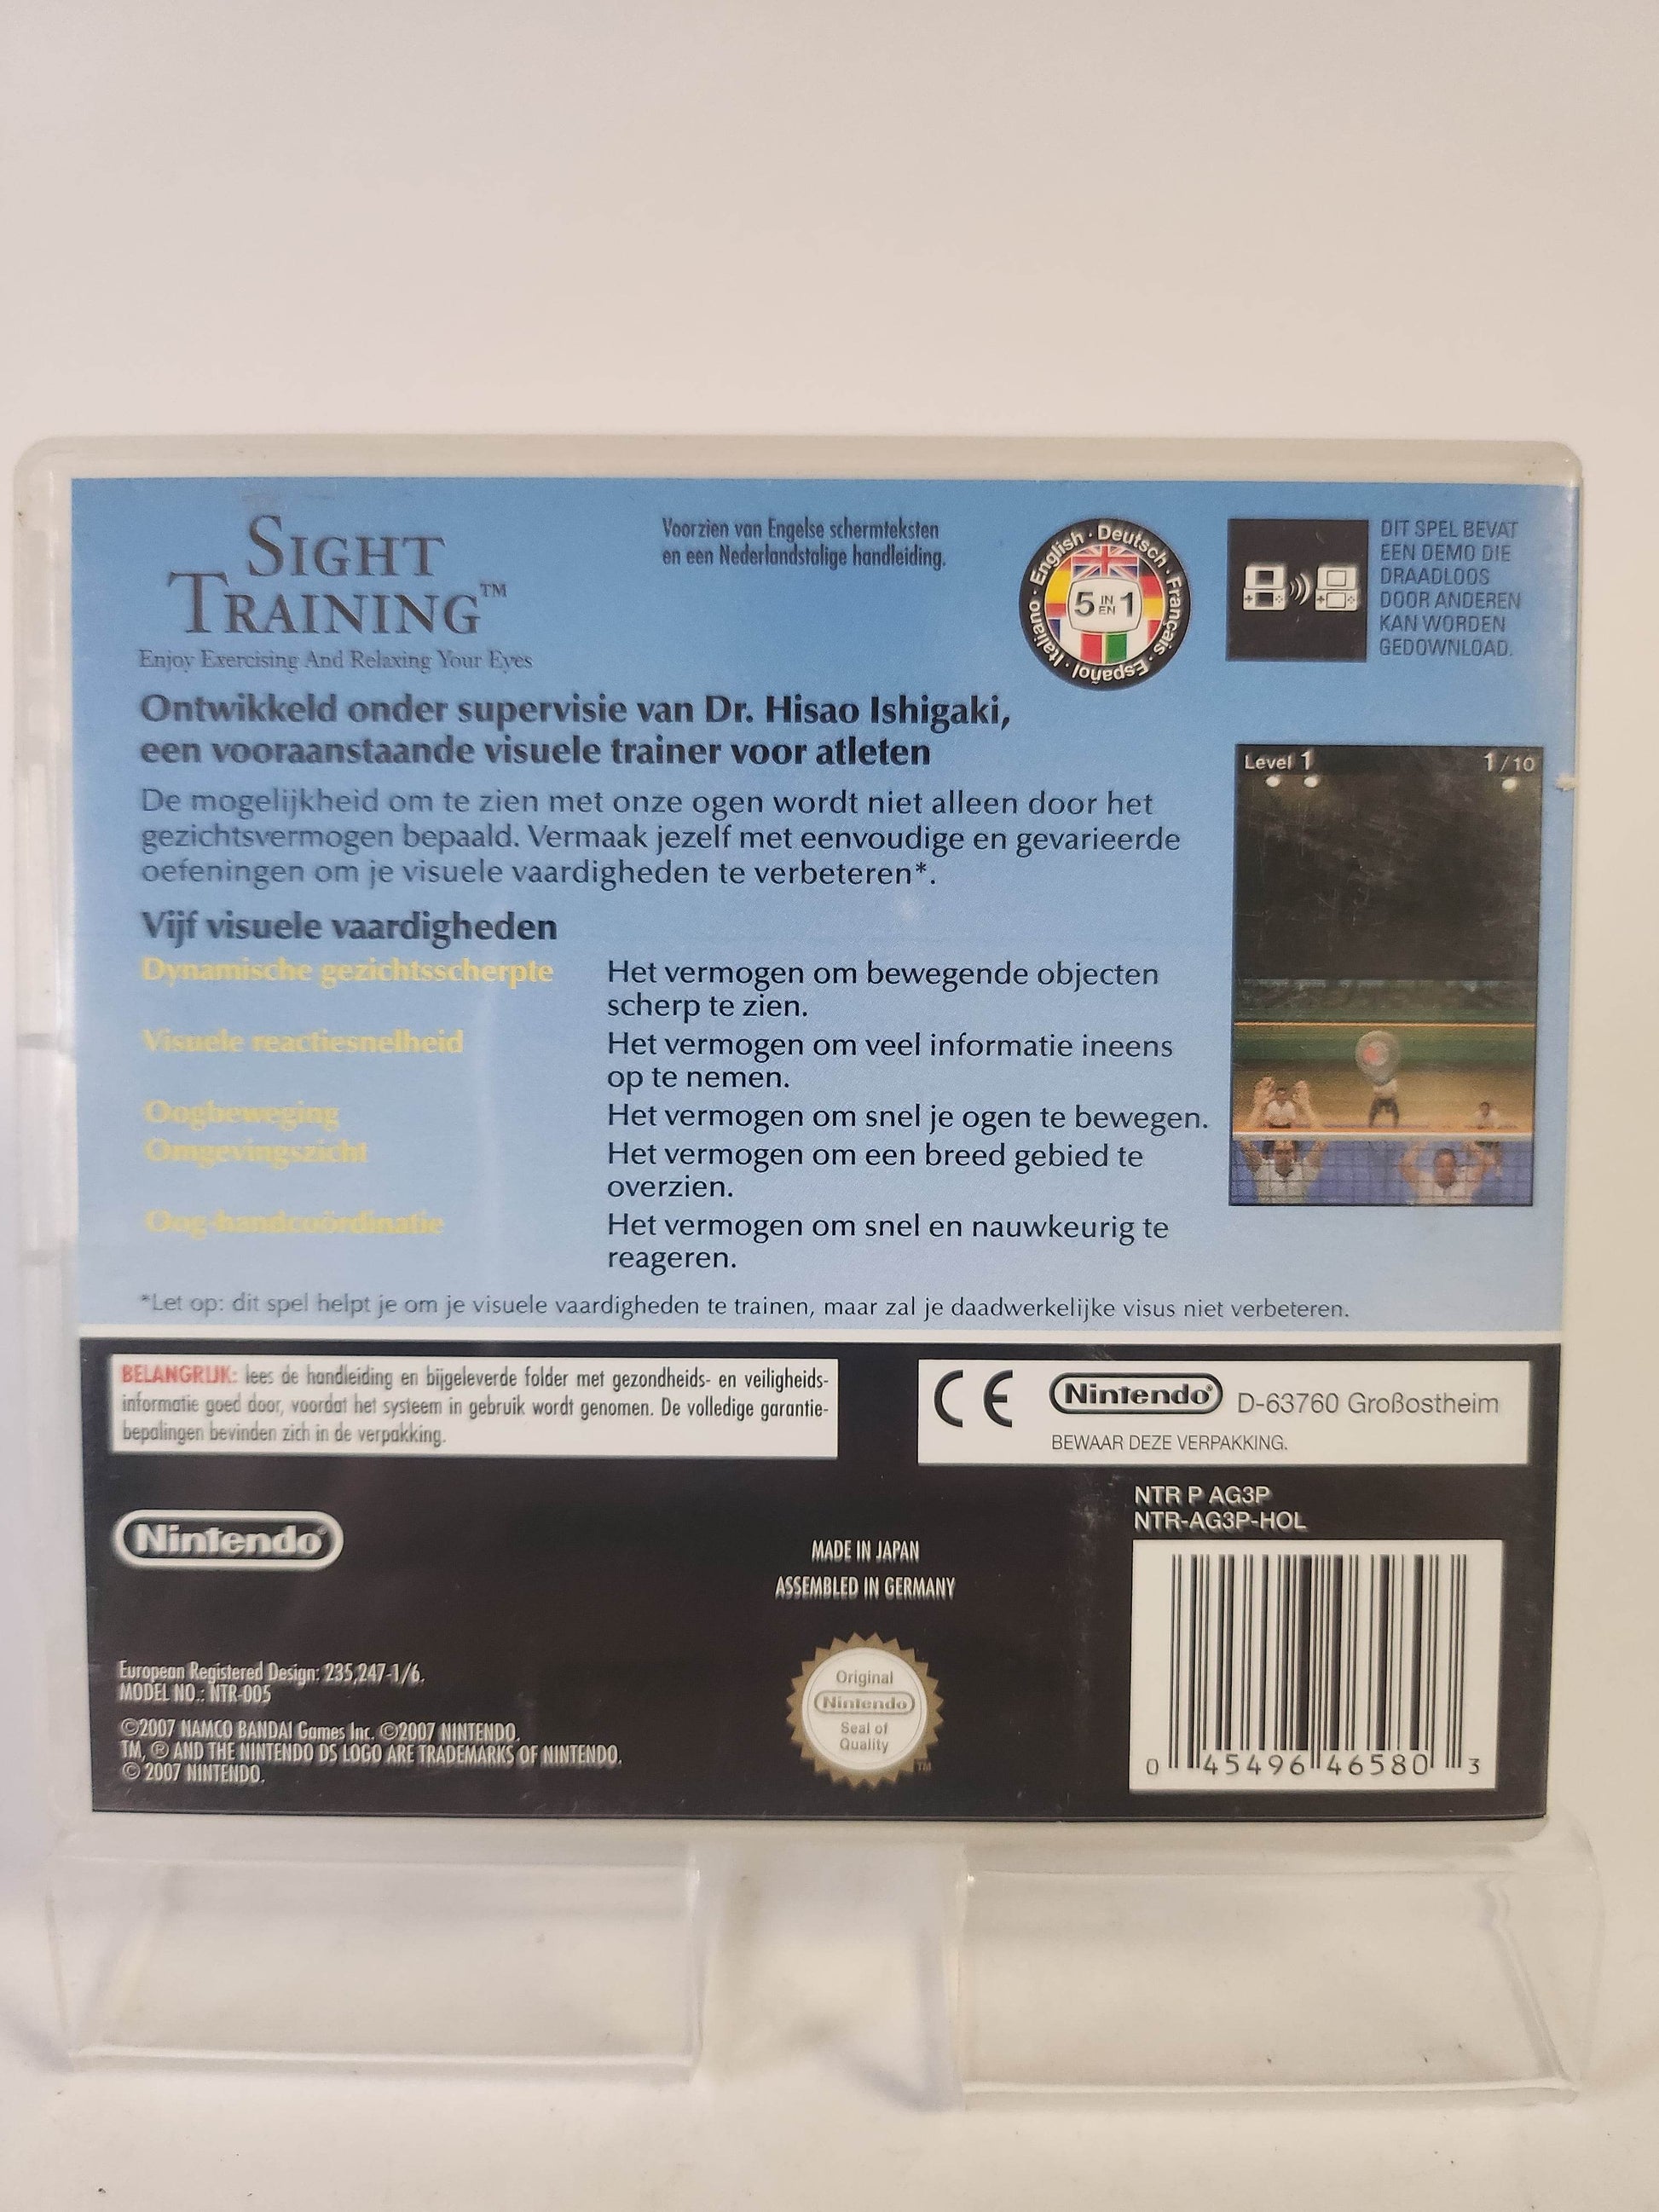 SIGHT
TRAINING™
Enjoy Exercising And Relaxing Your Eyes
Voorzien van Engelse schermteksten
en een Nederlandstalige handleiding.
English · Deutsch · Français · Español · Italiano ·
5 IN EN 1
DIT SPEL BEVAT
EEN DEMO DIE
DRAADLOOS
DOOR ANDEREN
KAN WORDEN
GEDOWNLOAD.
Ontwikkeld onder supervisie van Dr. Hisao Ishigaki,
een vooraanstaande visuele trainer voor atleten
De mogelijkheid om te zien met onze ogen wordt niet alleen door het
gezichtsvermogen bepaald. Vermaak jezelf met eenvoudige en gevarieerde
oefeningen om je visuele vaardigheden te verbeteren*.
Level 1 1/10
Vijf visuele vaardigheden
Dynamische gezichtsscherpte Het vermogen om bewegende objecten
scherp te zien.
Visuele reactiesnelheid Het vermogen om veel informatie ineens
op te nemen.
Oogbeweging Het vermogen om snel je ogen te bewegen.
Omgevingszicht Het vermogen om een breed gebied te
overzien.
Oog-handcoördinatie Het vermogen om snel en nauwkeurig te
reageren.
*Let op: dit spel helpt je om je visuele vaardigheden te trainen, maar zal je daadwerkelijke visus niet verbeteren.
BELANGRIJK: lees de handleiding en bijgeleverde folder met gezondheids- en veiligheids-
informatie goed door, voordat het systeem in gebruik wordt genomen. De volledige garantie-
bepalingen bevinden zich in de verpakking.
CE Nintendo® D-63760 Großostheim
BEWAAR DEZE VERPAKKING.
NTR P AG3P
NTR-AG3P-HOL
Nintendo®
MADE IN JAPAN
ASSEMBLED IN GERMANY
European Registered Design: 235,247-1/6.
MODEL NO.: NTR-005
©2007 NAMCO BANDAI Games Inc. ©2007 NINTENDO.
TM, ® AND THE NINTENDO DS LOGO ARE TRADEMARKS OF NINTENDO.
© 2007 NINTENDO.
Original
Nintendo
Seal of
Quality
TM
0 45496 46580 3